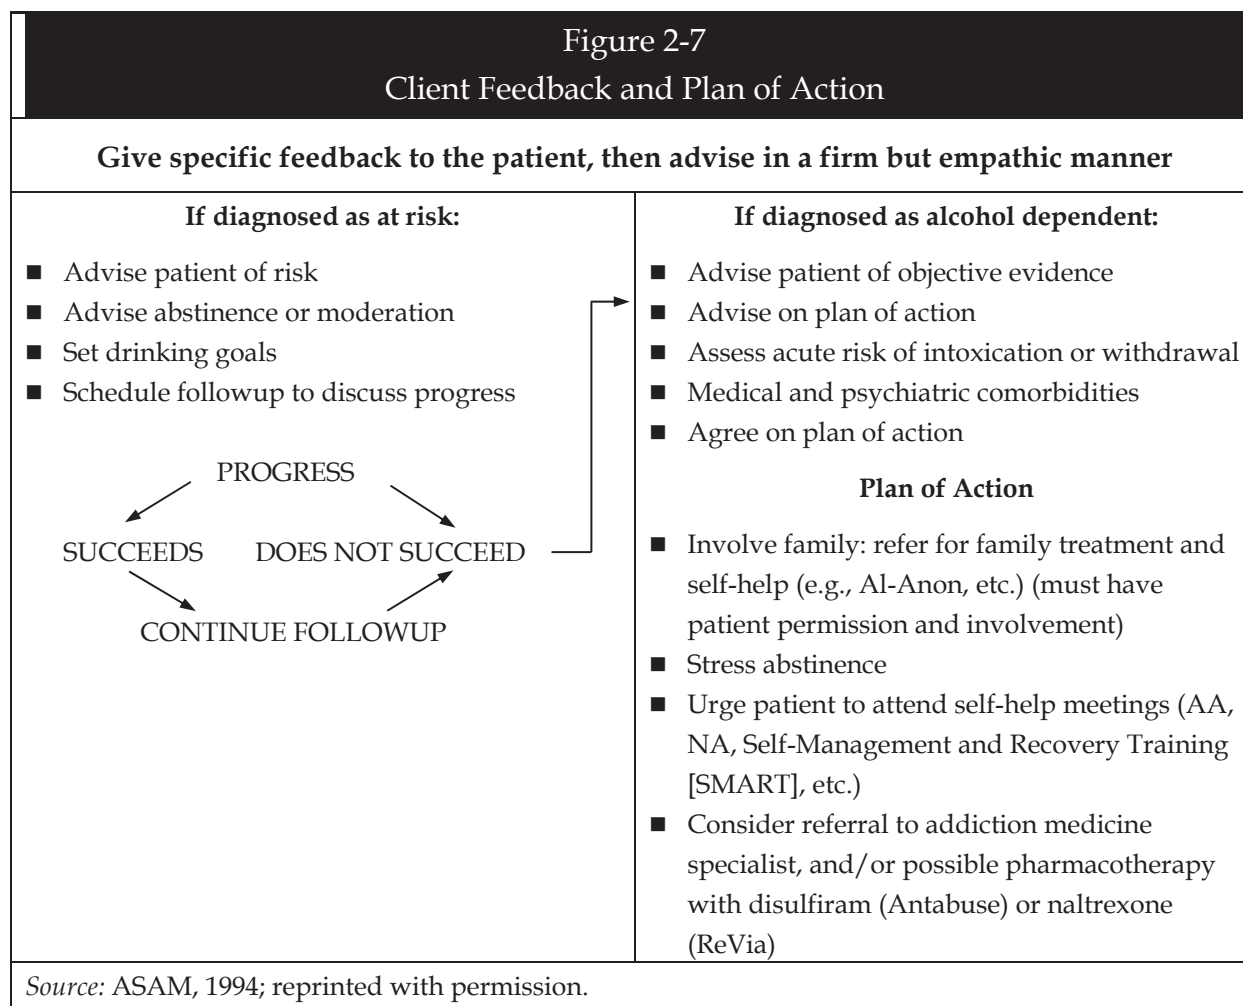 Figure 2-7
Client Feedback and Plan of Action
Give specific feedback to the patient, then advise in a firm but empathic manner
If diagnosed as at risk:
■ Advise patient of risk
■ Advise abstinence or moderation
■ Set drinking goals
■ Schedule followup to discuss progress
PROGRESS
SUCCEEDS
DOES NOT SUCCEED
CONTINUE FOLLOWUP
If diagnosed as alcohol dependent:
■ Advise patient of objective evidence
■ Advise on plan of action
■ Assess acute risk of intoxication or withdrawal
■ Medical and psychiatric comorbidities
■ Agree on plan of action
Plan of Action
■ Involve family: refer for family treatment and
self-help (e.g., Al-Anon, etc.) (must have
patient permission and involvement)
■ Stress abstinence
■ Urge patient to attend self-help meetings (AA,
NA, Self-Management and Recovery Training
[SMART], etc.)
■ Consider referral to addiction medicine
specialist, and/or possible pharmacotherapy
with disulfiram (Antabuse) or naltrexone
(ReVia)
Source: ASAM, 1994; reprinted with permission.